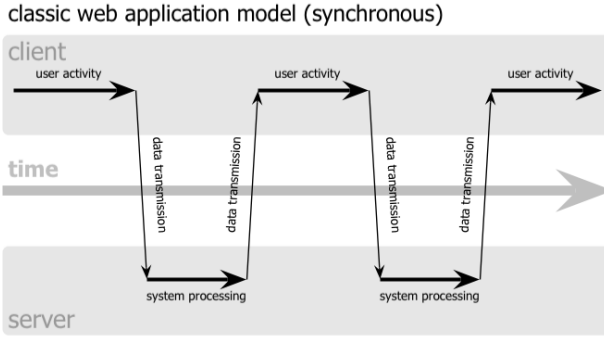 classic web application model (synchronous)
client
user activity
user activity
user activity
data transmission
data transmission
data transmission
data transmission
time
system processing
system processing
server